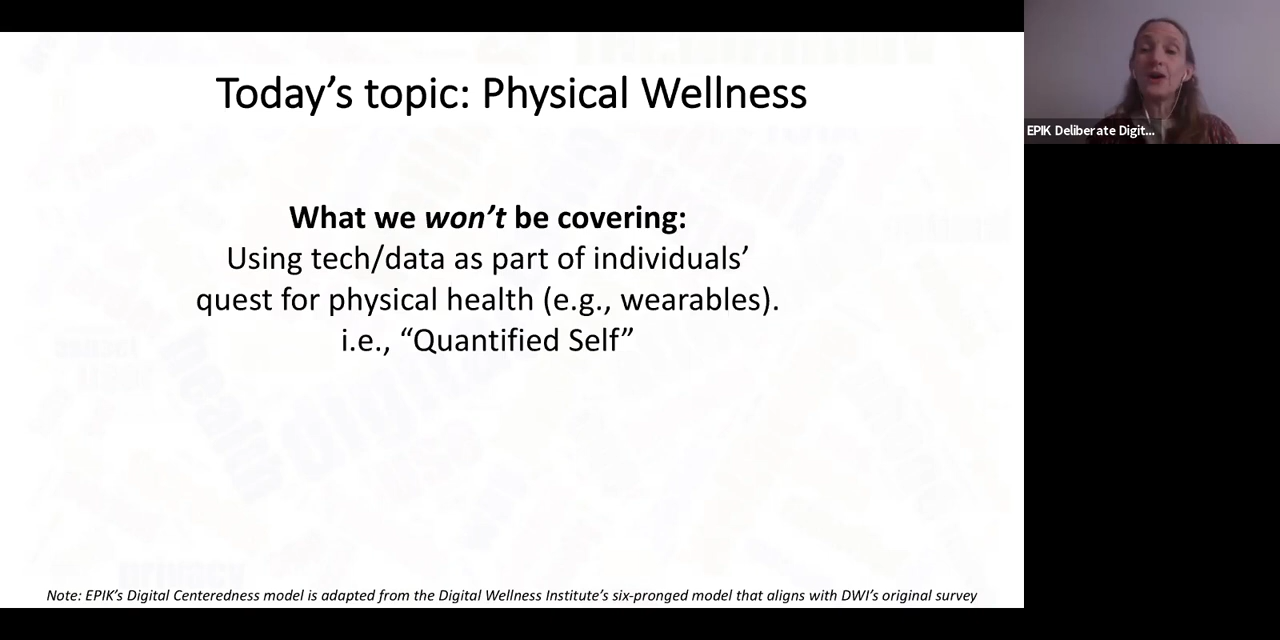 Today’s topic: Physical Wellness
What we won’t be covering:
Using tech/data as part of individuals’
quest for physical health (e.g., wearables).
i.e., “Quantified Self”
Note: EPIK’s Digital Centeredness model is adapted from the Digital Wellness Institute’s six-pronged model that aligns with DWI’s original survey
EPIK Deliberate Digit...
health
privacy